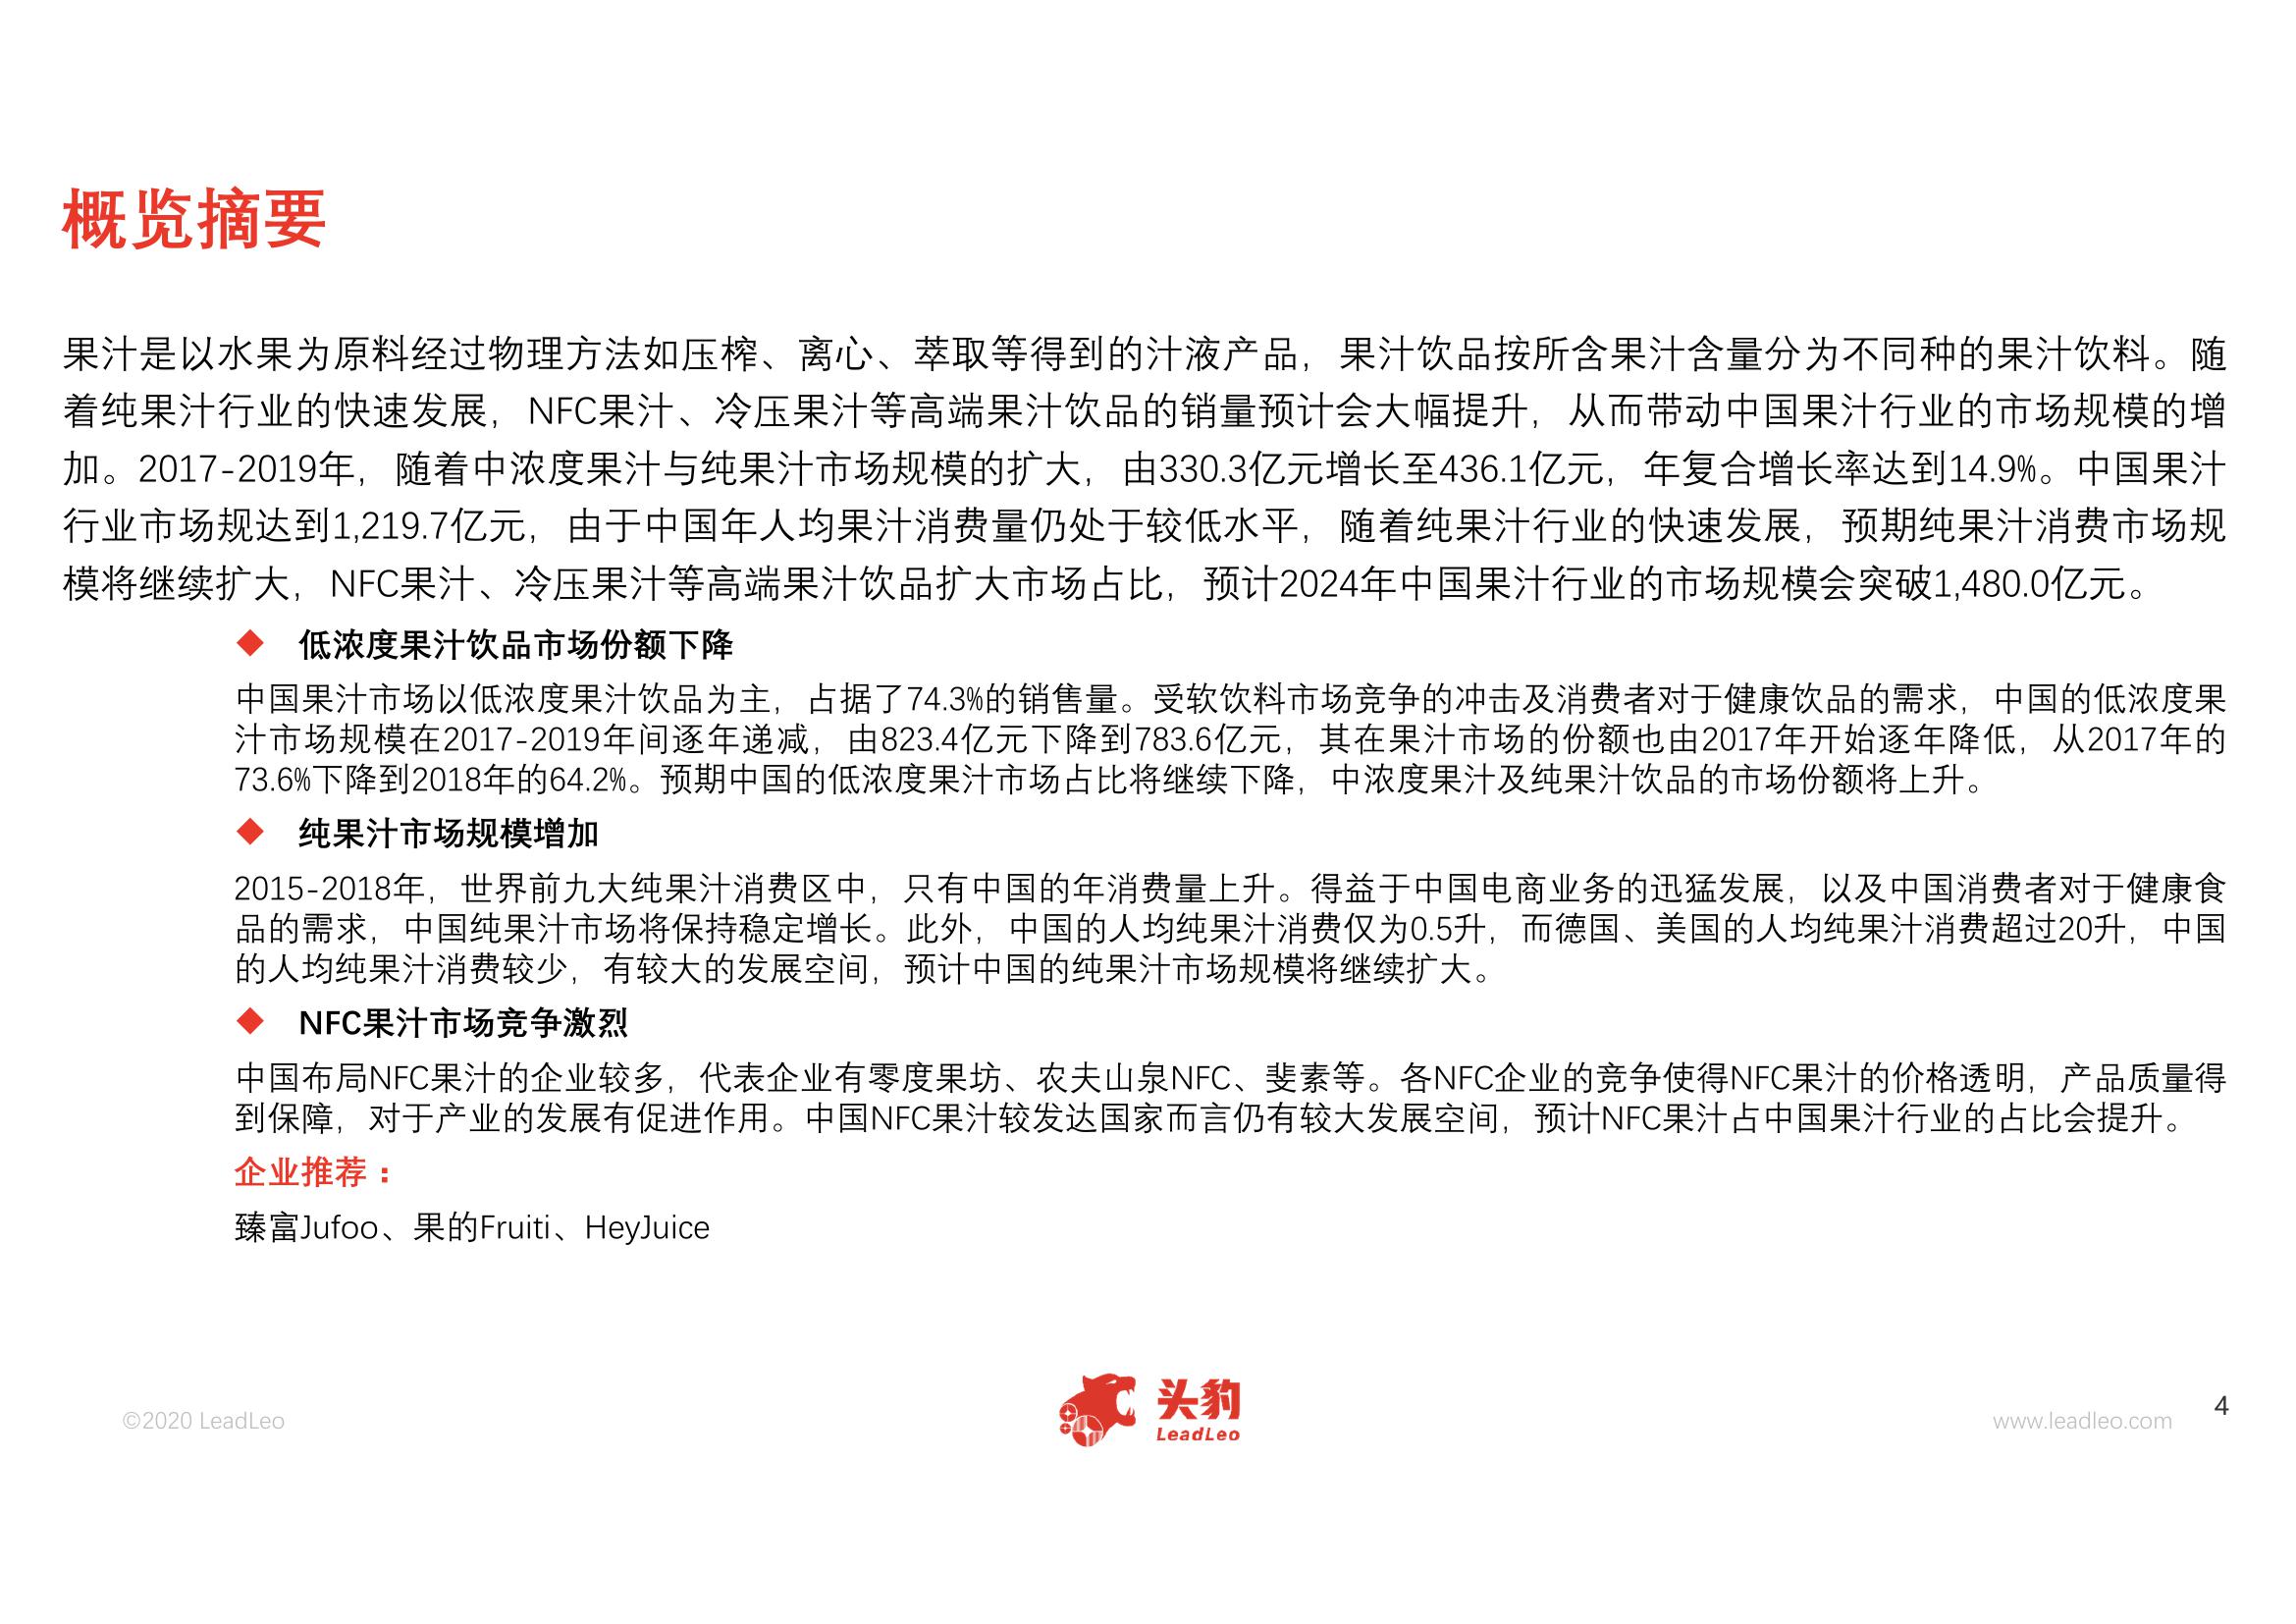 概览摘要
果汁是以水果为原料经过物理方法如压榨、离心、萃取等得到的汁液产品，果汁饮品按所含果汁含量分为不同种的果汁饮料。随
着纯果汁行业的快速发展，NFC果汁、冷压果汁等高端果汁饮品的销量预计会大幅提升，从而带动中国果汁行业的市场规模的增
加。2017-2019年，随着中浓度果汁与纯果汁市场规模的扩大，由330.3亿元增长至436.1亿元，年复合增长率达到14.9%。中国果汁
行业市场规达到1,219.7亿元，由于中国年人均果汁消费量仍处于较低水平，随着纯果汁行业的快速发展，预期纯果汁消费市场规
模将继续扩大，NFC果汁、冷压果汁等高端果汁饮品扩大市场占比，预计2024年中国果汁行业的市场规模会突破1,480.0亿元。
◆ 低浓度果汁饮品市场份额下降
中国果汁市场以低浓度果汁饮品为主，占据了74.3%的销售量。受软饮料市场竞争的冲击及消费者对于健康饮品的需求，中国的低浓度果
汁市场规模在2017-2019年间逐年递减，由823.4亿元下降到783.6亿元，其在果汁市场的份额也由2017年开始逐年降低，从2017年的
73.6%下降到2018年的64.2%。预期中国的低浓度果汁市场占比将继续下降，中浓度果汁及纯果汁饮品的市场份额将上升。
◆ 纯果汁市场规模增加
2015-2018年，世界前九大纯果汁消费区中，只有中国的年消费量上升。得益于中国电商业务的迅猛发展，以及中国消费者对于健康食
品的需求，中国纯果汁市场将保持稳定增长。此外，中国的人均纯果汁消费仅为0.5升，而德国、美国的人均纯果汁消费超过20升，中国
的人均纯果汁消费较少，有较大的发展空间，预计中国的纯果汁市场规模将继续扩大。
◆ NFC果汁市场竞争激烈
中国布局NFC果汁的企业较多，代表企业有零度果坊、农夫山泉NFC、斐素等。各NFC企业的竞争使得NFC果汁的价格透明，产品质量得
到保障，对于产业的发展有促进作用。中国NFC果汁较发达国家而言仍有较大发展空间，预计NFC果汁占中国果汁行业的占比会提升。
企业推荐：
臻富Jufoo、果的Fruiti、HeyJuice
©2020 LeadLeo
头豹
LeadLeo
www.leadleo.com
4